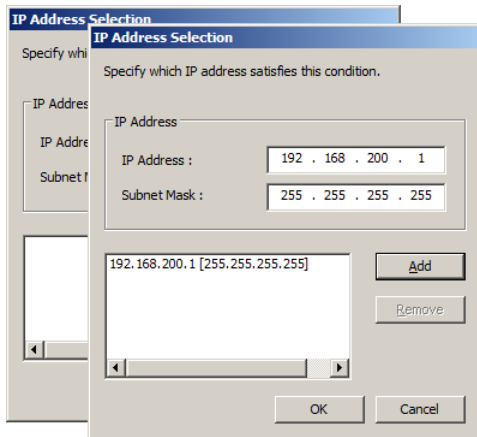 IP Address Selection
Specify whi
IP Addres
IP Addre
Subnet
IP Address Selection
Specify which IP address satisfies this condition.
IP Address
IP Address : 192 . 168 . 200 . 1
Subnet Mask : 255 . 255 . 255 . 255
192.168.200.1 [255.255.255.255]
Add
Remove
OK Cancel